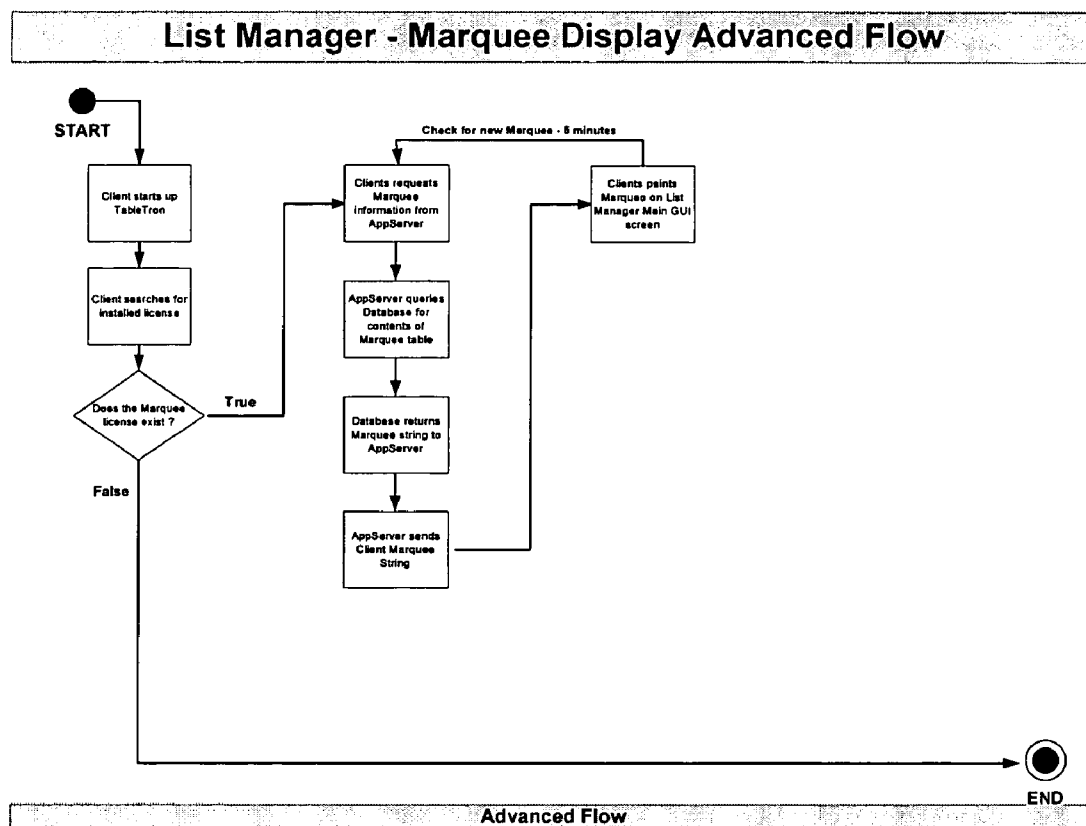 List Manager - Marquee Display Advanced Flow
START
Client starts up
TableTron
Client searches for
installed license
Does the Marquee
license exist ?
True
False
Check for new Marquee - 5 minutes
Clients requests
Marquee
information from
AppServer
AppServer queries
Database for
contents of
Marquee table
Database returns
Marquee string to
AppServer
AppServer sends
Client Marquee
String
Clients paints
Marquee on List
Manager Main GUI
screen
END
Advanced Flow